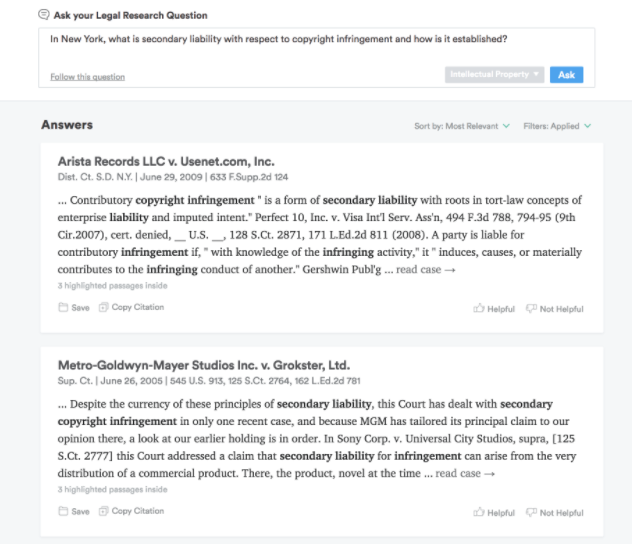 Ask your Legal Research Question
In New York, what is secondary liability with respect to copyright infringement and how is it established?
Follow this question
Intellectual Property ▼
Ask
Answers
Sort by: Most Relevant
Filters: Applied
Arista Records LLC v. Usenet.com, Inc.
Dist. Ct. S.D. N.Y. | June 29, 2009 | 633 F.Supp.2d 124
... Contributory copyright infringement " is a form of secondary liability with roots in tort-law concepts of
enterprise liability and imputed intent." Perfect 10, Inc. v. Visa Int'l Serv. Ass'n, 494 F.3d 788, 794-95 (9th
Cir.2007), cert. denied, __ U.S. __, 128 S.Ct. 2871, 171 L.Ed.2d 811 (2008). A party is liable for
contributory infringement if, " with knowledge of the infringing activity," it " induces, causes, or materially
contributes to the infringing conduct of another." Gershwin Publ'g ... read case →
3 highlighted passages inside
Save Copy Citation
Helpful Not Helpful
Metro-Goldwyn-Mayer Studios Inc. v. Grokster, Ltd.
Sup. Ct. | June 26, 2005 | 545 U.S. 913, 125 S.Ct. 2764, 162 L.Ed.2d 781
... Despite the currency of these principles of secondary liability, this Court has dealt with secondary
copyright infringement in only one recent case, and because MGM has tailored its principal claim to our
opinion there, a look at our earlier holding is in order. In Sony Corp. v. Universal City Studios, supra, [125
S.Ct. 2777] this Court addressed a claim that secondary liability for infringement can arise from the very
distribution of a commercial product. There, the product, novel at the time ... read case →
3 highlighted passages inside
Save Copy Citation
Helpful Not Helpful